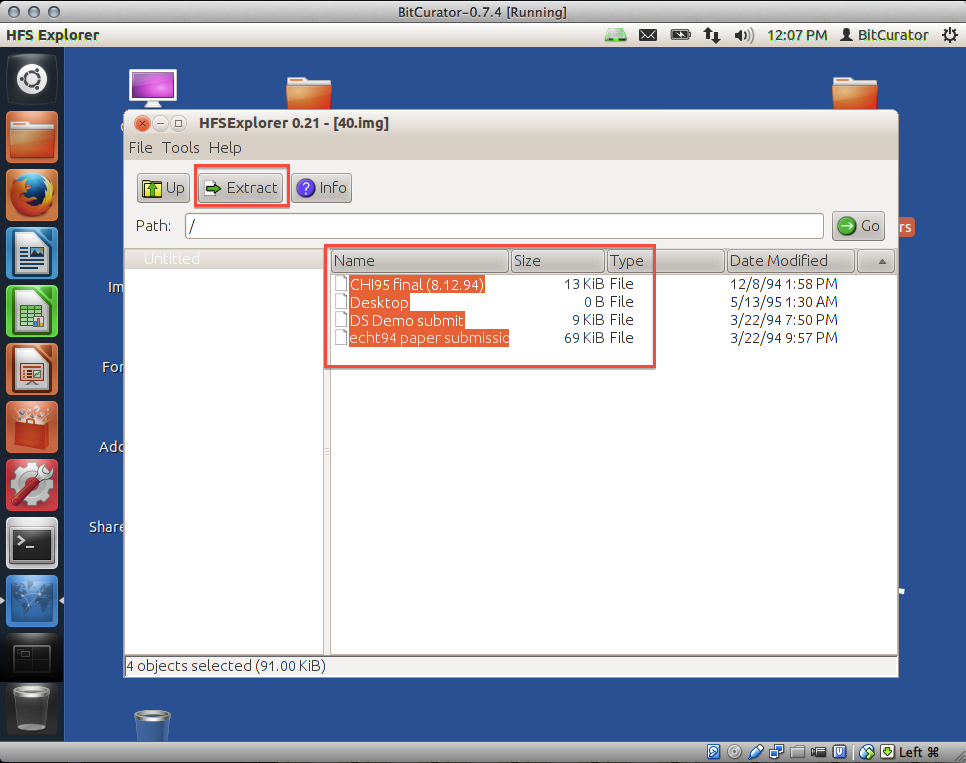 BitCurator-0.7.4 [Running]
HFS Explorer 12:07 PM BitCurator
HFSExplorer 0.21 - [40.img]
File Tools Help
Up Extract Info
Path: / Go
rs
Untitled
Name Size Type Date Modified
CHI95 final (8.12.94) 13 KiB File 12/8/94 1:58 PM
Desktop 0 B File 5/13/95 1:30 AM
DS Demo submit 9 KiB File 3/22/94 7:50 PM
echt94 paper submissio 69 KiB File 3/22/94 9:57 PM
Im
For
Add
Share
4 objects selected (91.00 KiB)
Left ⌘